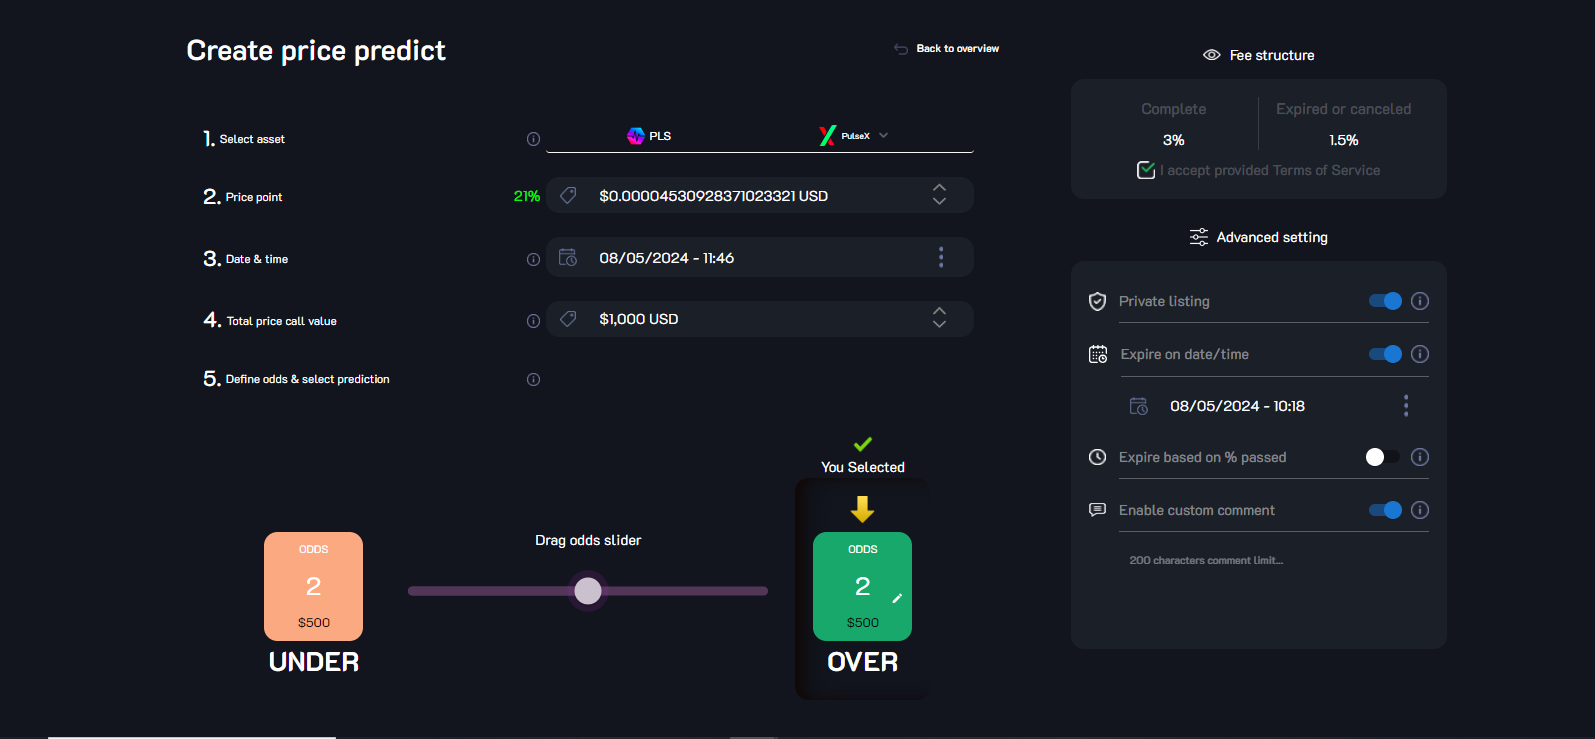 Create price predict
Back to overview
1. Select asset
PLS
PulseX
2. Price point
21%
$0.00004530928371023321 USD
3. Date & time
08/05/2024 - 11:46
4. Total price call value
$1,000 USD
5. Define odds & select prediction
You Selected
ODDS
2
$500
UNDER
Drag odds slider
ODDS
2
$500
OVER
Fee structure
Complete
3%
Expired or canceled
1.5%
I accept provided Terms of Service
Advanced setting
Private listing
Expire on date/time
08/05/2024 - 10:18
Expire based on % passed
Enable custom comment
200 characters comment limit...